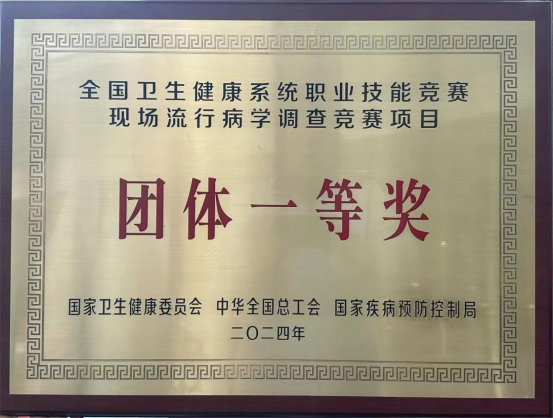 全国卫生健康系统职业技能竞赛
现场流行病学调查竞赛项目
团体一等奖
国家卫生健康委员会 中华全国总工会 国家疾病预防控制局
二〇二四年